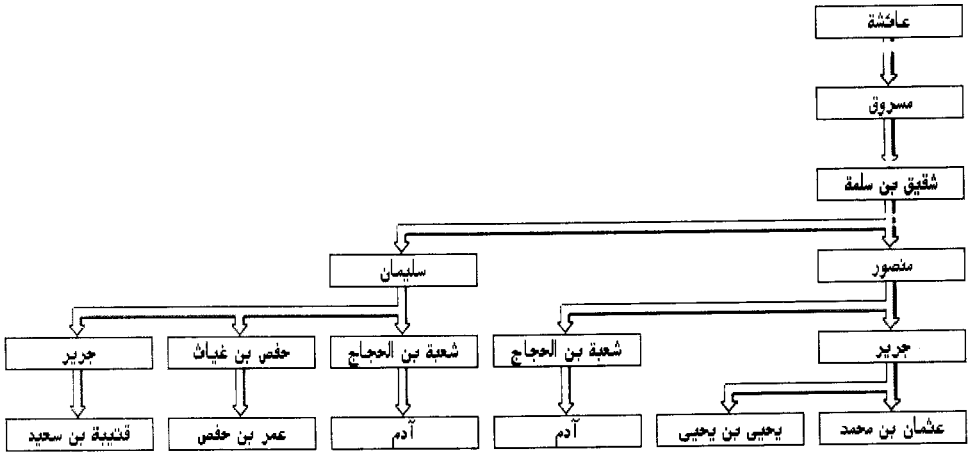 عائشة
مسروق
شقيق بن سلمة
منصور
سليمان
جرير
شعبة بن الحجاج
شعبة بن الحجاج
حفص بن غياث
جرير
عثمان بن محمد
يحيى بن يحيى
آدم
آدم
عمر بن حفص
قتيبة بن سعيد